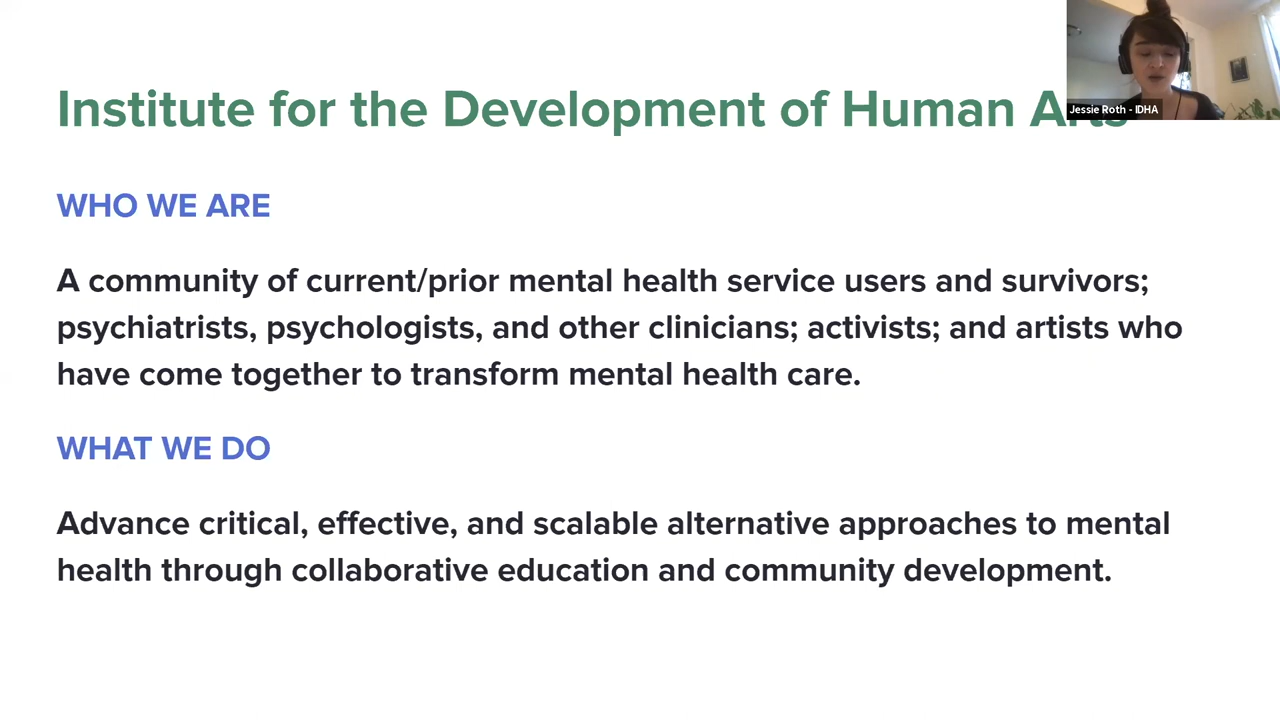 Institute for the Development of Human Arts
Jessie Roth - IDHA
WHO WE ARE
A community of current/prior mental health service users and survivors;
psychiatrists, psychologists, and other clinicians; activists; and artists who
have come together to transform mental health care.
WHAT WE DO
Advance critical, effective, and scalable alternative approaches to mental
health through collaborative education and community development.